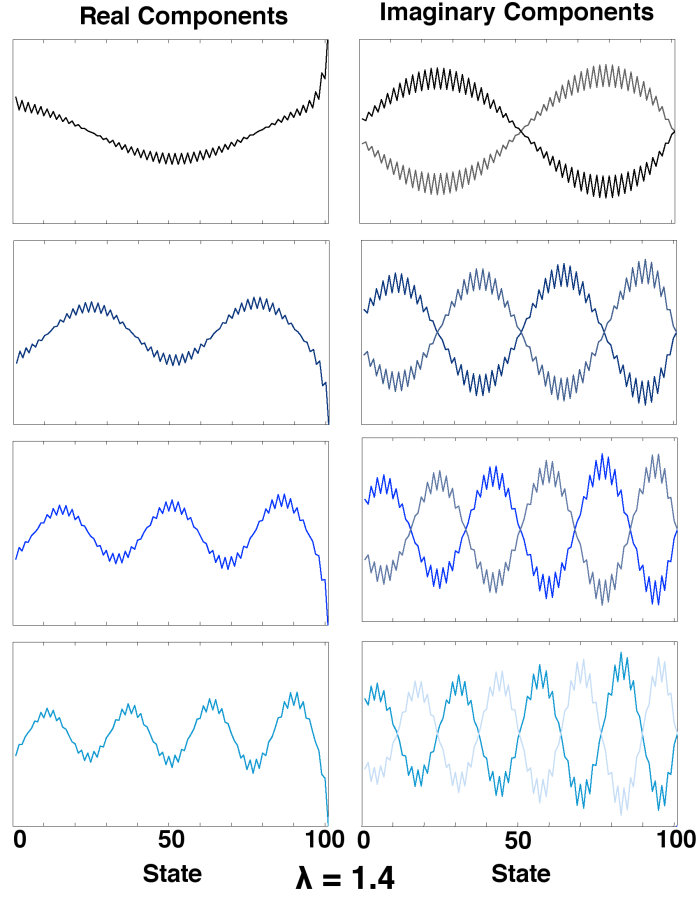 Real Components
Imaginary Components
0 50 100
0 50 100
State
State
λ = 1.4